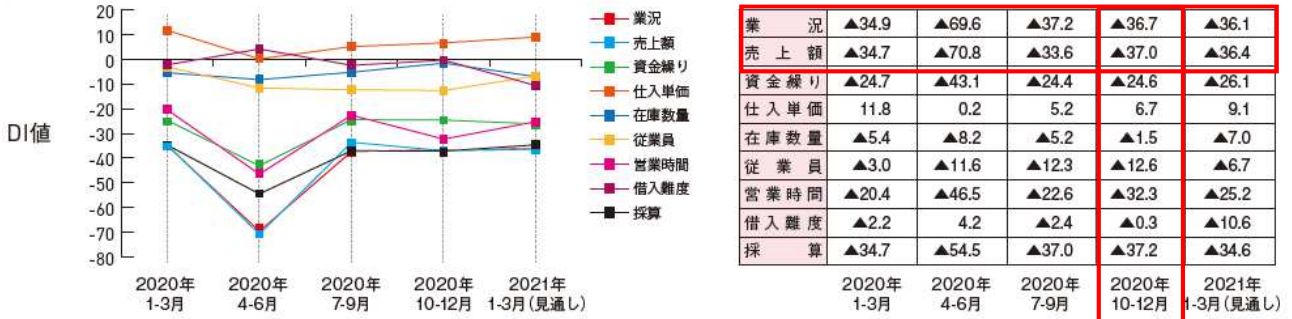 20
10
0
-10
-20
-30
-40
-50
-60
-70
-80
DI値
2020年 2020年 2020年 2020年 2021年
1-3月 4-6月 7-9月 10-12月 1-3月(見通し)
業況
売上額
資金繰り
仕入単価
在庫数量
従業員
営業時間
借入難度
採算
業況 ▲34.9 ▲69.6 ▲37.2 ▲36.7 ▲36.1
売上額 ▲34.7 ▲70.8 ▲33.6 ▲37.0 ▲36.4
資金繰り ▲24.7 ▲43.1 ▲24.4 ▲24.6 ▲26.1
仕入単価 11.8 0.2 5.2 6.7 9.1
在庫数量 ▲5.4 ▲8.2 ▲5.2 ▲1.5 ▲7.0
従業員 ▲3.0 ▲11.6 ▲12.3 ▲12.6 ▲6.7
営業時間 ▲20.4 ▲46.5 ▲22.6 ▲32.3 ▲25.2
借入難度 ▲2.2 4.2 ▲2.4 ▲0.3 ▲10.6
採算 ▲34.7 ▲54.5 ▲37.0 ▲37.2 ▲34.6
2020年 2020年 2020年 2020年 2021年
1-3月 4-6月 7-9月 10-12月 1-3月(見通し)